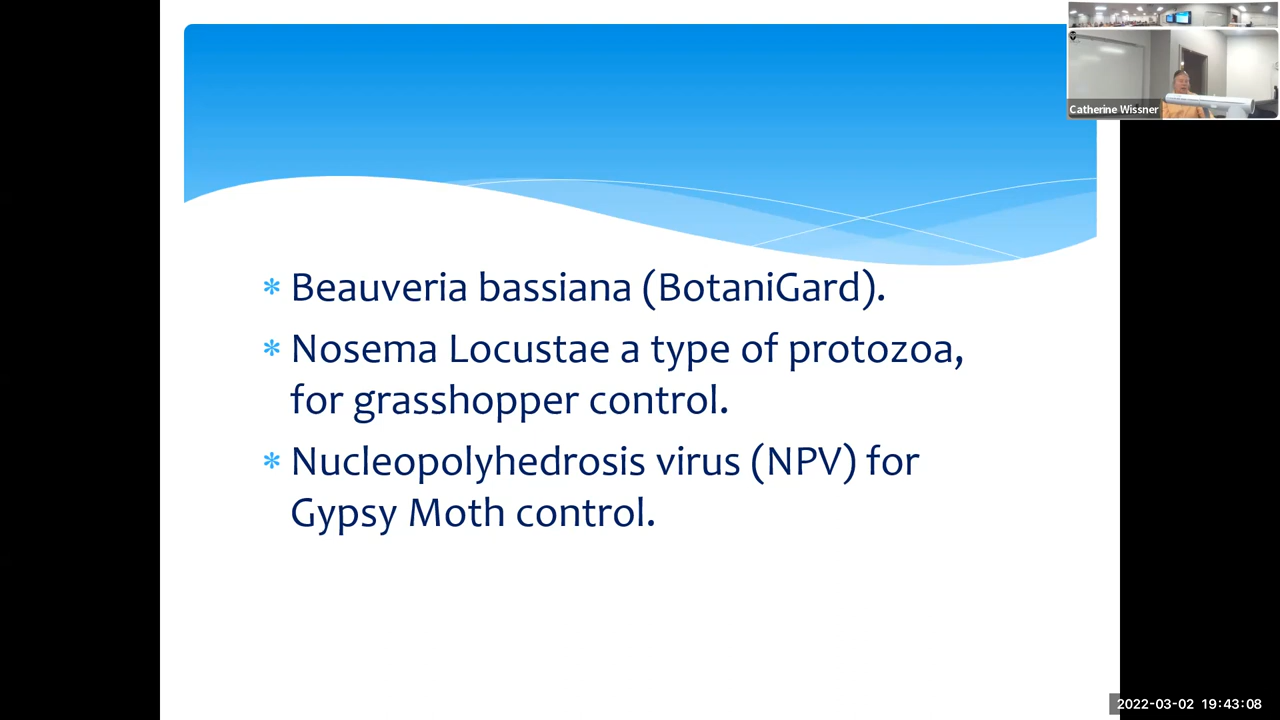 Catherine Wissner
* Beauveria bassiana (BotaniGard).
* Nosema Locustae a type of protozoa,
for grasshopper control.
* Nucleopolyhedrosis virus (NPV) for
Gypsy Moth control.
2022-03-02 19:43:08